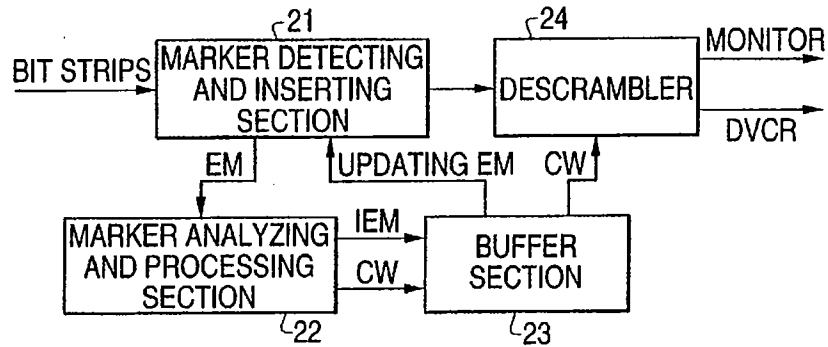 21
24
BIT STRIPS
MARKER DETECTING
AND INSERTING
SECTION
DESCRAMBLER
MONITOR
DVCR
EM
UPDATING EM
CW
MARKER ANALYZING
AND PROCESSING
SECTION
IEM
CW
BUFFER
SECTION
22
23